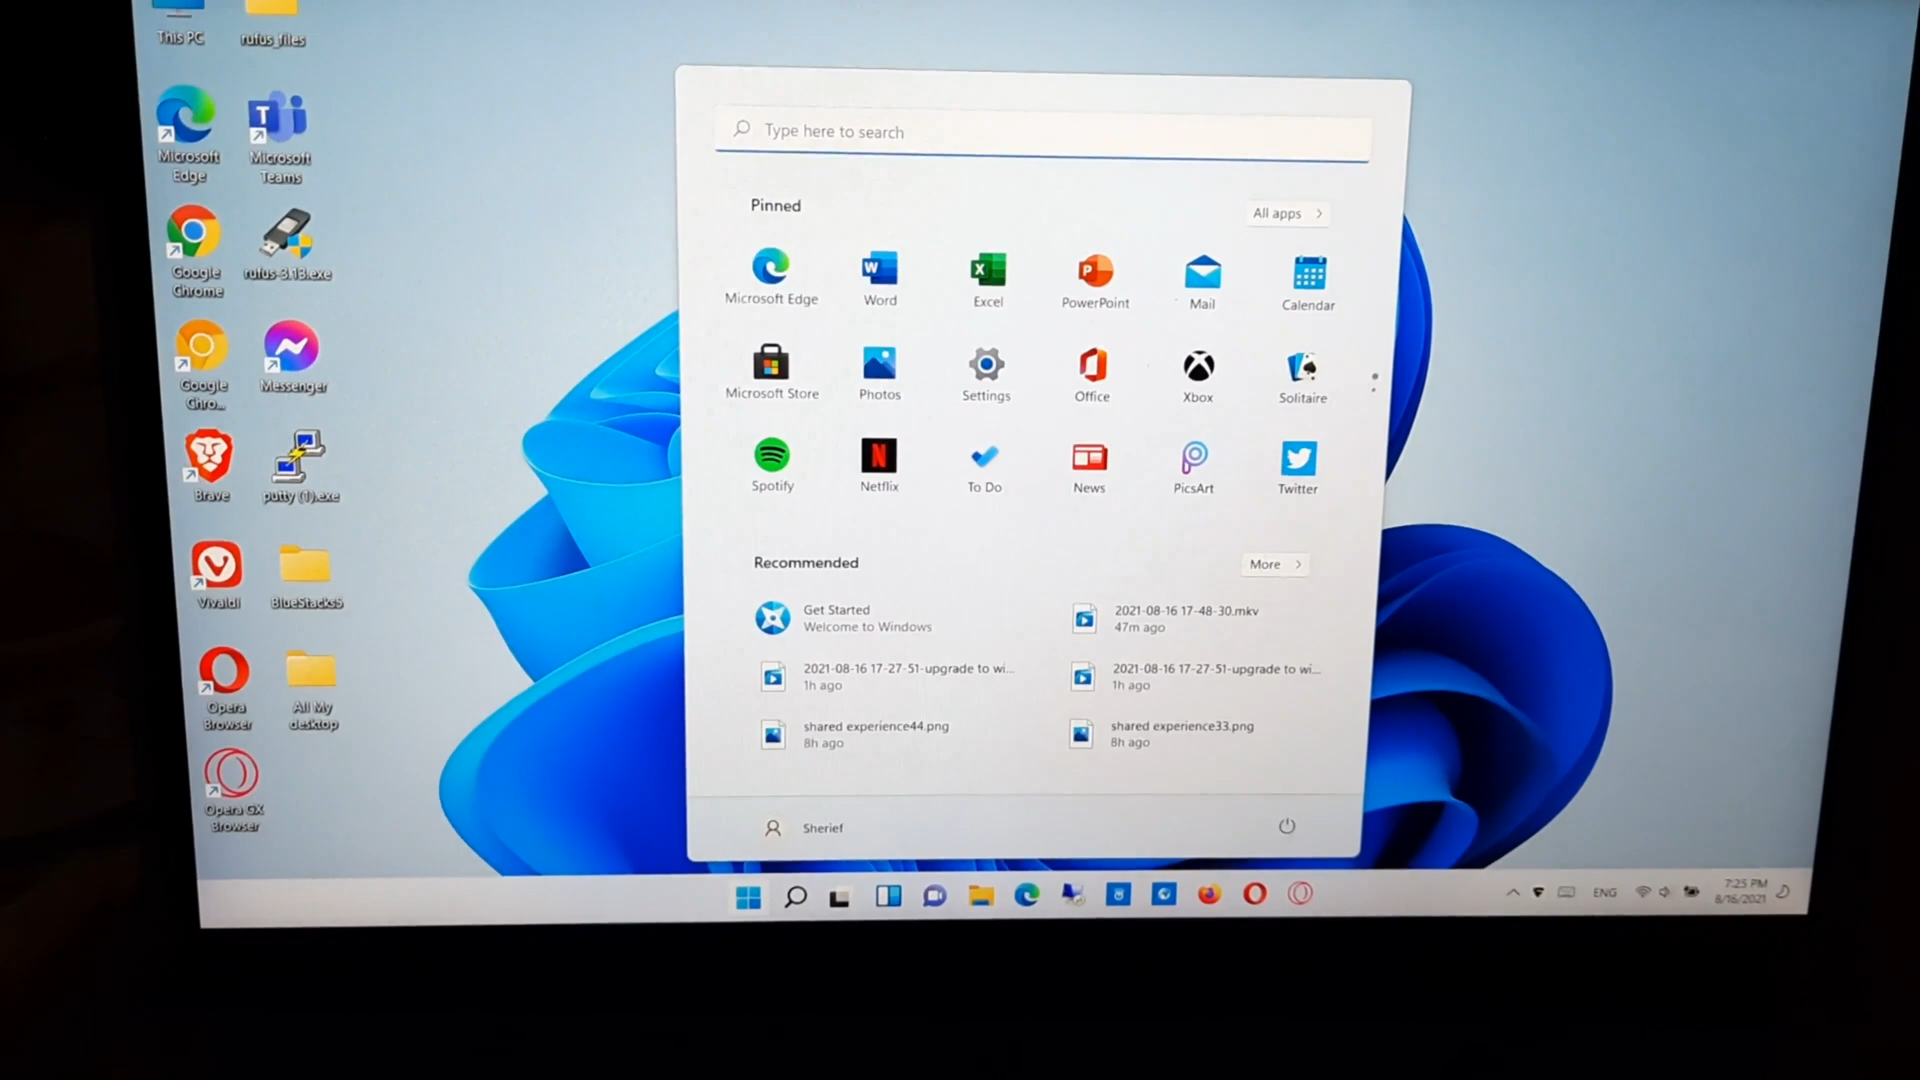 This PC
rufus_files
Microsoft
Edge
Microsoft
Teams
Google
Chrome
rufus-3.13.exe
Google
Chro...
Messenger
Brave
putty (1).exe
Vivaldi
BlueStacks5
Opera
Browser
All My
desktop
Opera GX
Browser
Type here to search
Pinned
All apps
Microsoft Edge
Word
Excel
PowerPoint
Mail
Calendar
Microsoft Store
Photos
Settings
Office
Xbox
Solitaire
Spotify
Netflix
To Do
News
PicsArt
Twitter
Recommended
More
Get Started
Welcome to Windows
2021-08-16 17-48-30.mkv
47m ago
2021-08-16 17-27-51-upgrade to wi...
1h ago
2021-08-16 17-27-51-upgrade to wi...
1h ago
shared experience44.png
8h ago
shared experience33.png
8h ago
Sherief
ENG
7:25 PM
8/16/2021